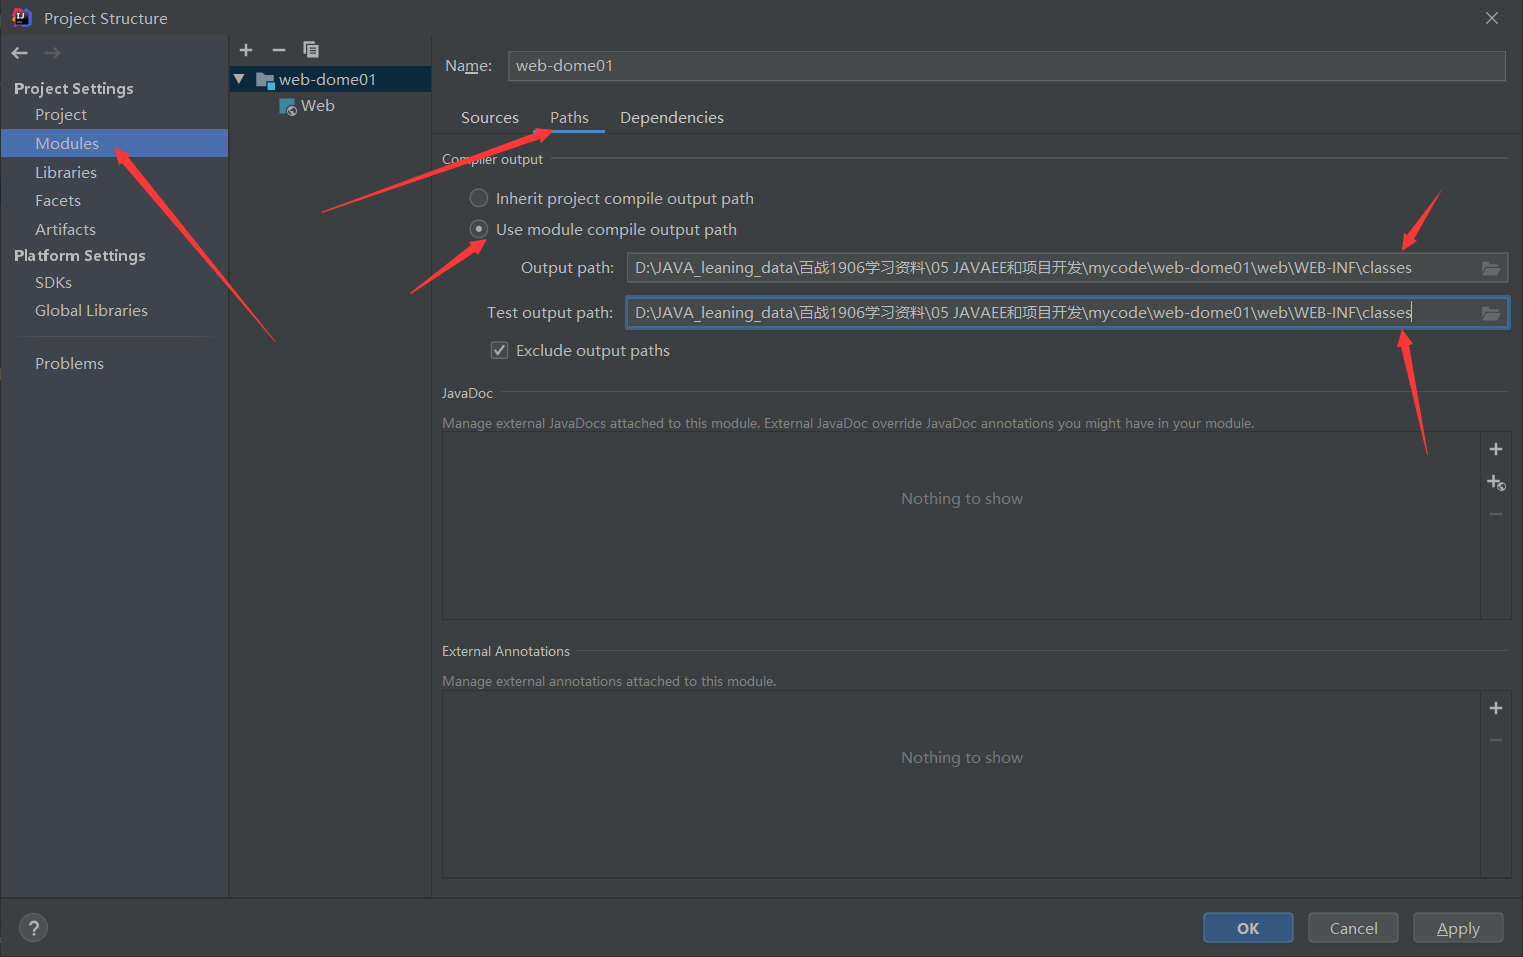 Project Structure
Project Settings
Project
Modules
Libraries
Facets
Artifacts
Platform Settings
SDKs
Global Libraries
Problems
web-dome01
Web
Name: web-dome01
Sources Paths Dependencies
Compiler output
Inherit project compile output path
Use module compile output path
Output path: D:\JAVA_leaning_data\百战1906学习资料\05 JAVAEE和项目开发\mycode\web-dome01\web\WEB-INF\classes
Test output path: D:\JAVA_leaning_data\百战1906学习资料\05 JAVAEE和项目开发\mycode\web-dome01\web\WEB-INF\classes
Exclude output paths
JavaDoc
Manage external JavaDocs attached to this module. External JavaDoc override JavaDoc annotations you might have in your module.
Nothing to show
External Annotations
Manage external annotations attached to this module.
Nothing to show
? OK Cancel Apply